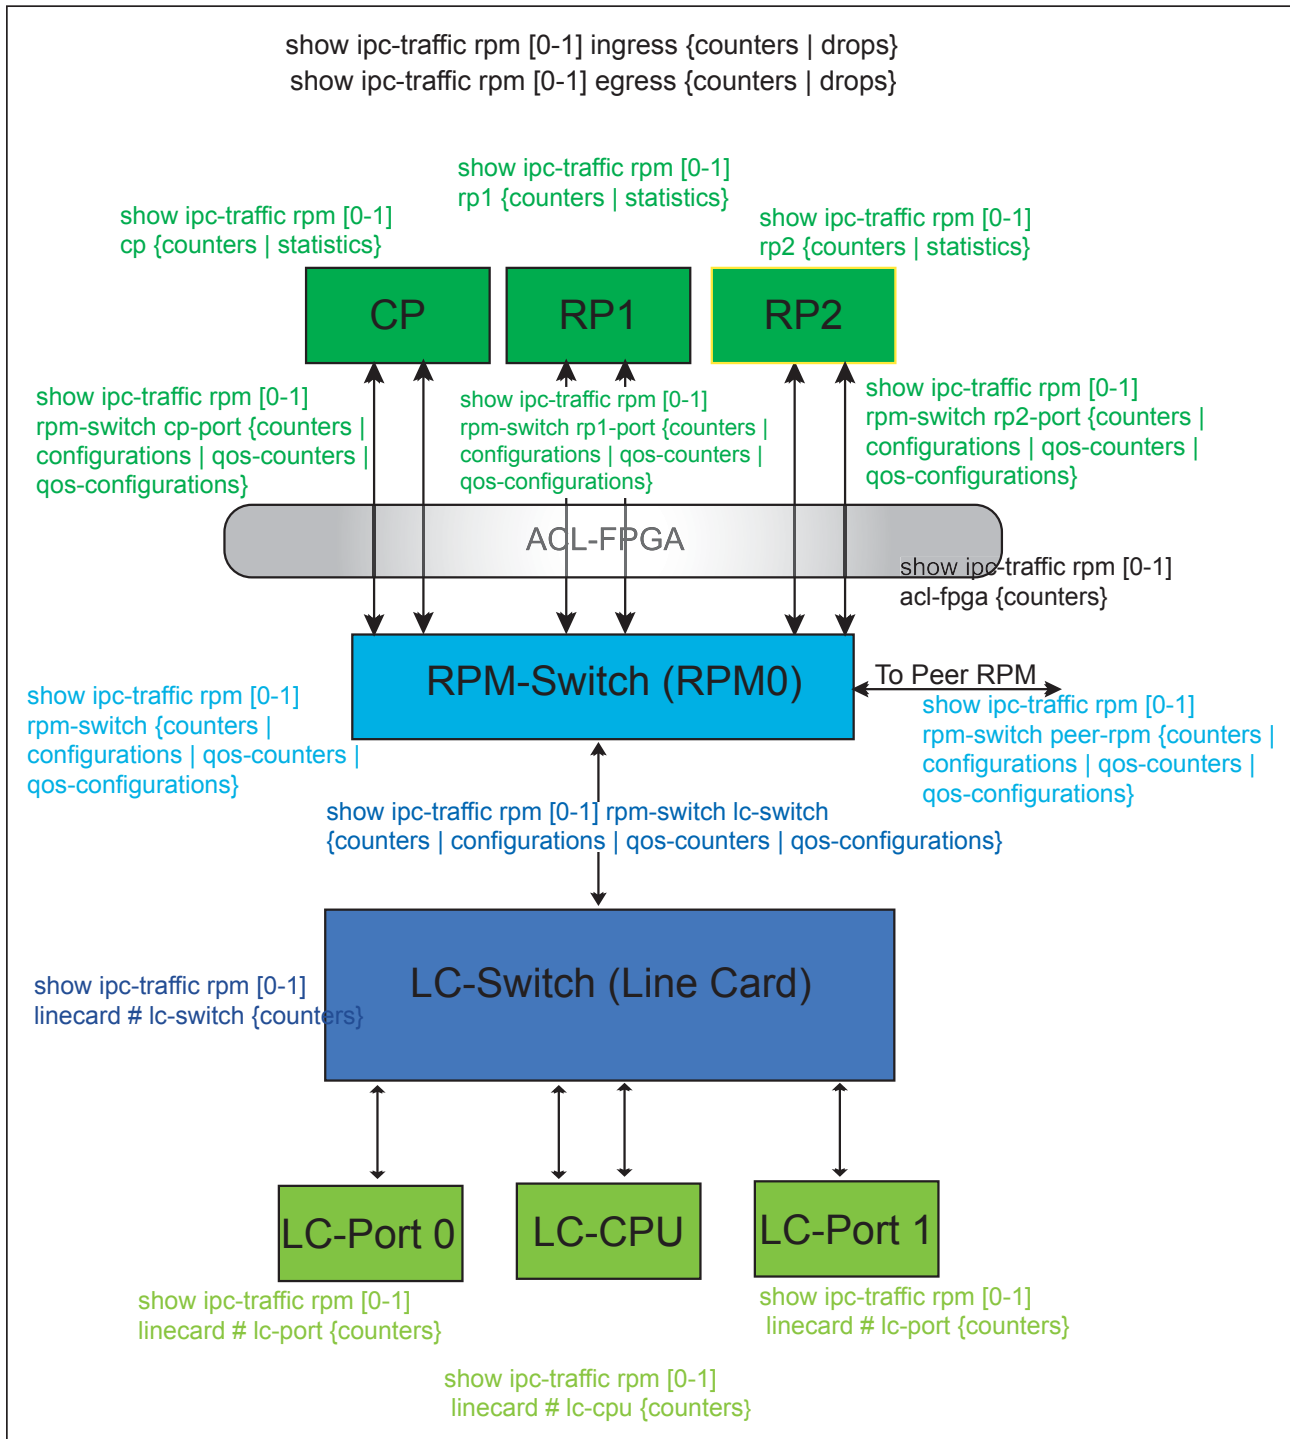 show ipc-traffic rpm [0-1] ingress {counters | drops}
show ipc-traffic rpm [0-1] egress {counters | drops}
show ipc-traffic rpm [0-1]
cp {counters | statistics}
show ipc-traffic rpm [0-1]
rp1 {counters | statistics}
show ipc-traffic rpm [0-1]
rp2 {counters | statistics}
CP
RP1
RP2
show ipc-traffic rpm [0-1]
rpm-switch cp-port {counters |
configurations | qos-counters |
qos-configurations}
show ipc-traffic rpm [0-1]
rpm-switch rp1-port {counters |
configurations | qos-counters |
qos-configurations}
show ipc-traffic rpm [0-1]
rpm-switch rp2-port {counters |
configurations | qos-counters |
qos-configurations}
ACL-FPGA
show ipc-traffic rpm [0-1]
acl-fpga {counters}
RPM-Switch (RPM0)
To Peer RPM
show ipc-traffic rpm [0-1]
rpm-switch {counters |
configurations | qos-counters |
qos-configurations}
show ipc-traffic rpm [0-1]
rpm-switch peer-rpm {counters |
configurations | qos-counters |
qos-configurations}
show ipc-traffic rpm [0-1] rpm-switch lc-switch
{counters | configurations | qos-counters | qos-configurations}
LC-Switch (Line Card)
show ipc-traffic rpm [0-1]
linecard # lc-switch {counters}
LC-Port 0
LC-CPU
LC-Port 1
show ipc-traffic rpm [0-1]
linecard # lc-port {counters}
show ipc-traffic rpm [0-1]
linecard # lc-port {counters}
show ipc-traffic rpm [0-1]
linecard # lc-cpu {counters}